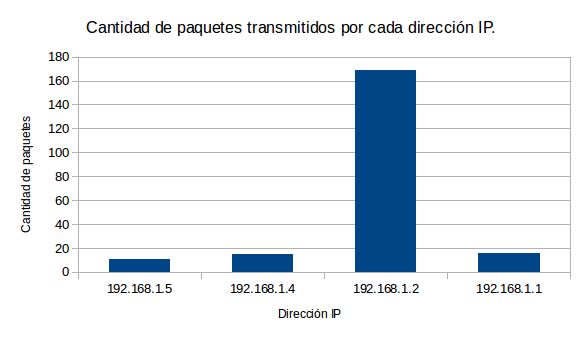 Cantidad de paquetes transmitidos por cada dirección IP.
Cantidad de paquetes
180
160
140
120
100
80
60
40
20
0
192.168.1.5 192.168.1.4 192.168.1.2 192.168.1.1
Dirección IP